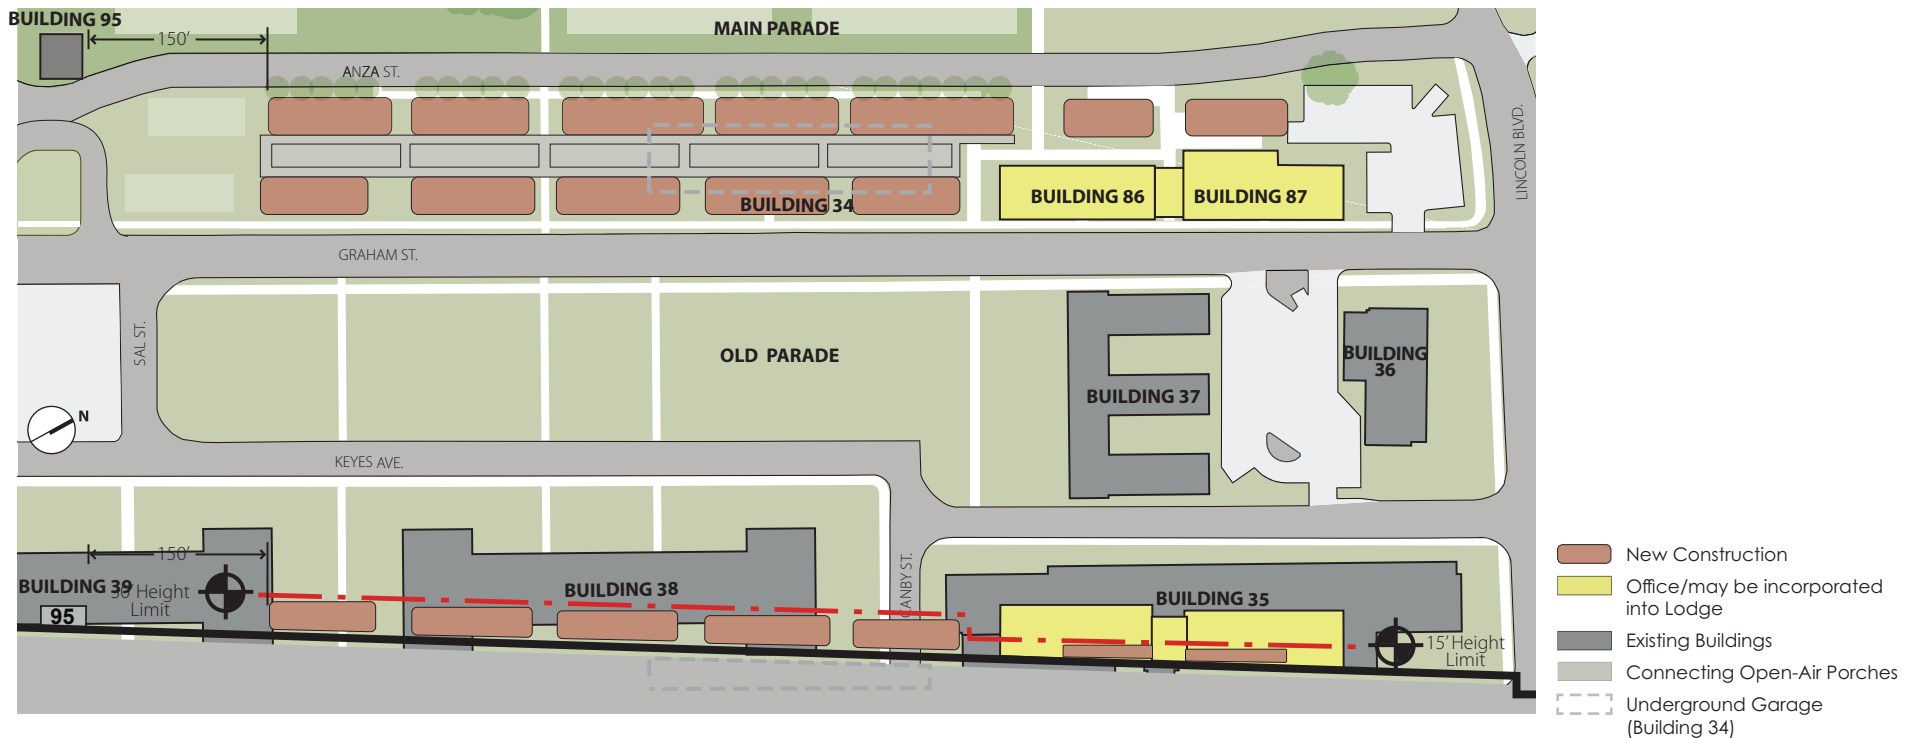 BUILDING 95
150’
MAIN PARADE
ANZA ST.
LINCOLN BLVD.
BUILDING 86
BUILDING 87
BUILDING 34
GRAHAM ST.
SAL ST.
OLD PARADE
BUILDING
36
BUILDING 37
N
KEYES AVE.
150’
CANBY ST.
BUILDING 39
30’ Height
Limit
95
BUILDING 38
BUILDING 35
15’ Height
Limit
New Construction
Office/may be incorporated
into Lodge
Existing Buildings
Connecting Open-Air Porches
Underground Garage
(Building 34)